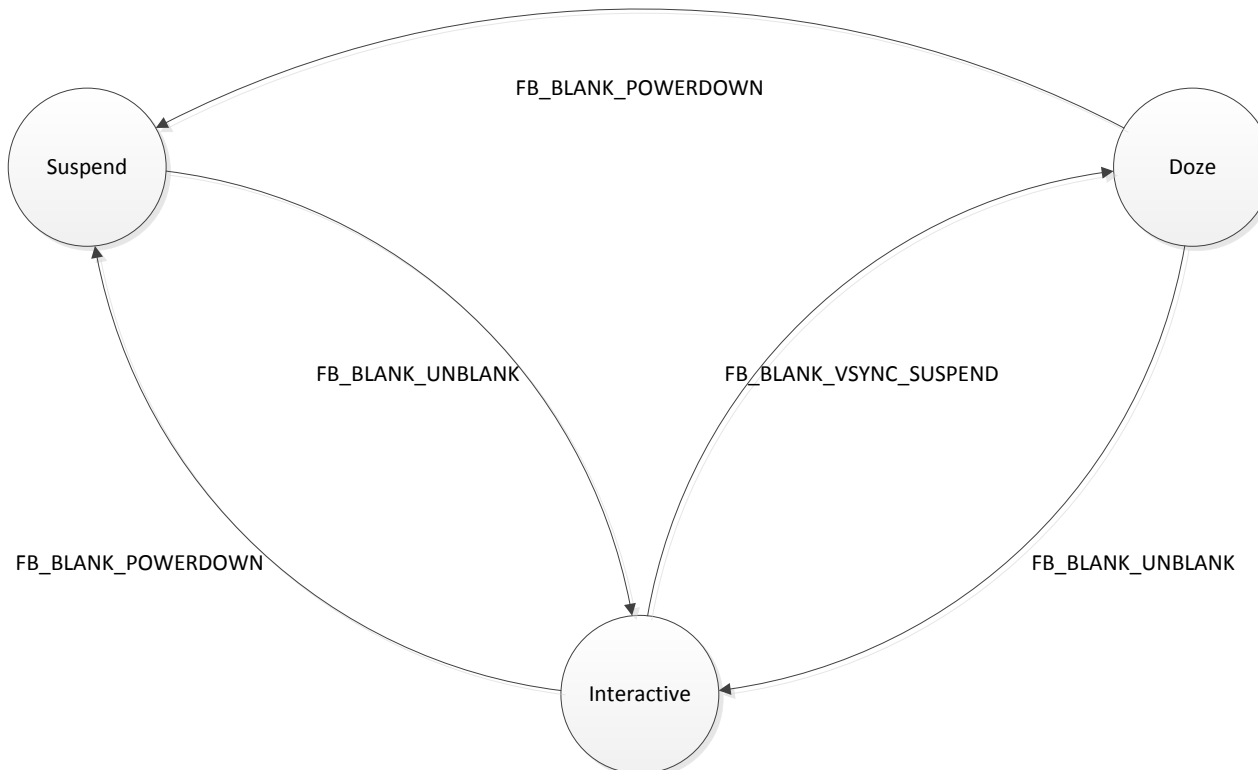 FB_BLANK_POWERDOWN
Suspend
Doze
FB_BLANK_UNBLANK
FB_BLANK_VSYNC_SUSPEND
FB_BLANK_POWERDOWN
FB_BLANK_UNBLANK
Interactive